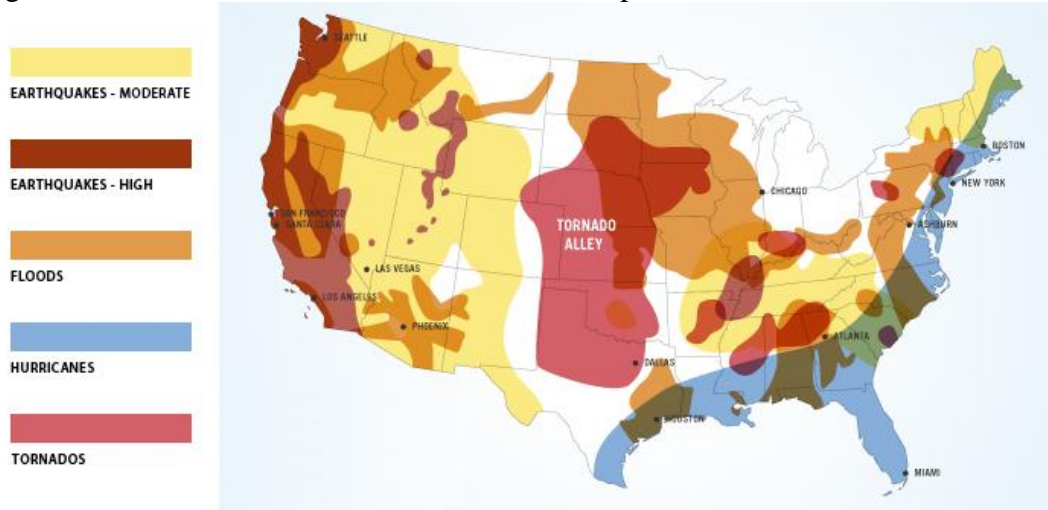 EARTHQUAKES - MODERATE
EARTHQUAKES - HIGH
FLOODS
HURRICANES
TORNADOS
SEATTLE
BOSTON
CHICAGO
NEW YORK
SAN FRANCISCO
SANTA CLARA
TORNADO
ALLEY
ASHBURN
LAS VEGAS
LOS ANGELES
PHOENIX
ATLANTA
DALLAS
HOUSTON
MIAMI